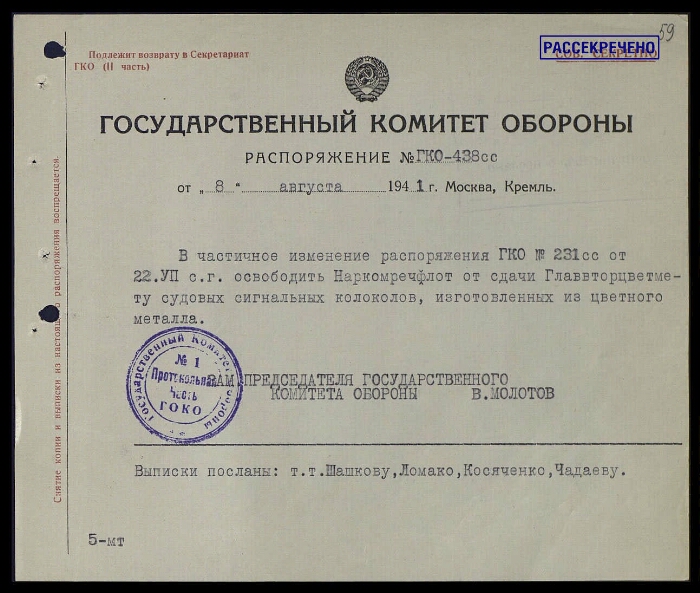 59
Подлежит возврату в Секретариат
ГКО (II часть)
РАССЕКРЕЧЕНО
СОВ. СЕКРЕТНО
ГОСУДАРСТВЕННЫЙ КОМИТЕТ ОБОРОНЫ
РАСПОРЯЖЕНИЕ № ГКО-438сс
от „ 8 " августа 1941 г. Москва, Кремль.
В частичное изменение распоряжения ГКО № 231сс от
22.УП с.г. освободить Наркомречфлот от сдачи Главвторцветме-
ту судовых сигнальных колоколов, изготовленных из цветного
металла.
ЗАМ.ПРЕДСЕДАТЕЛЯ ГОСУДАРСТВЕННОГО
КОМИТЕТА ОБОРОНЫ В.МОЛОТОВ
Государственный Комитет Обороны
№ 1
Протокольная
Часть
ГОКО
Выписки посланы: т.т.Шашкову,Ломако,Косяченко,Чадаеву.
5-мт
Снятие копии и выписки из настоящего распоряжения воспрещается.